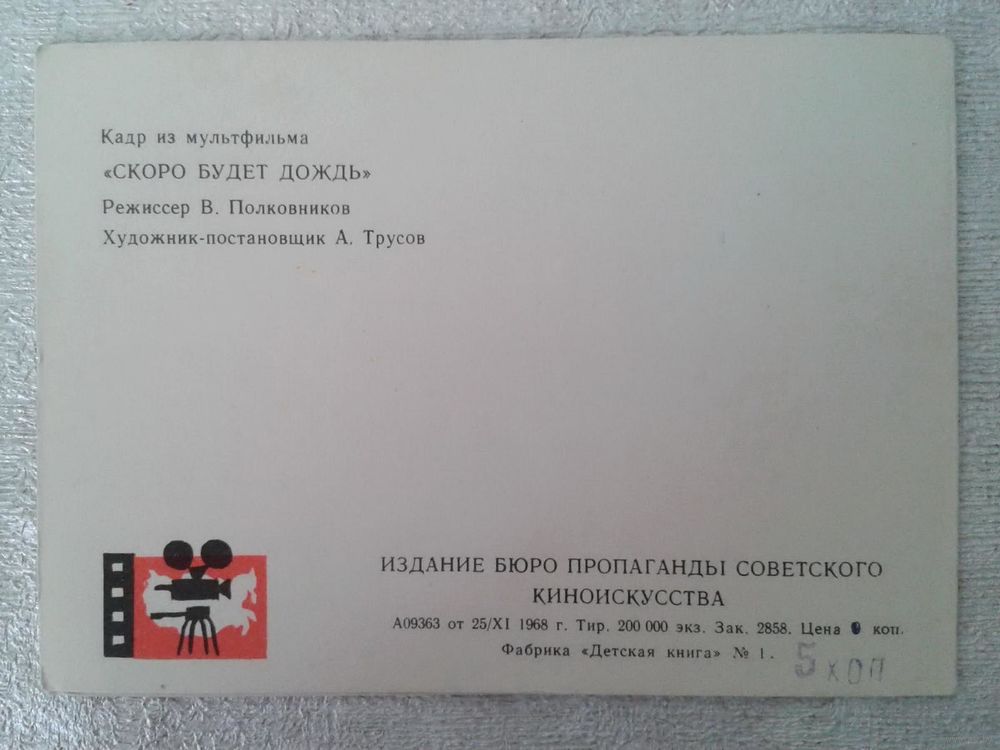 Кадр из мультфильма
«СКОРО БУДЕТ ДОЖДЬ»
Режиссер В. Полковников
Художник-постановщик А. Трусов
ИЗДАНИЕ БЮРО ПРОПАГАНДЫ СОВЕТСКОГО
КИНОИСКУССТВА
А09363 от 25/XI 1968 г. Тир. 200 000 экз. Зак. 2858. Цена коп.
Фабрика «Детская книга» № 1.
5 коп